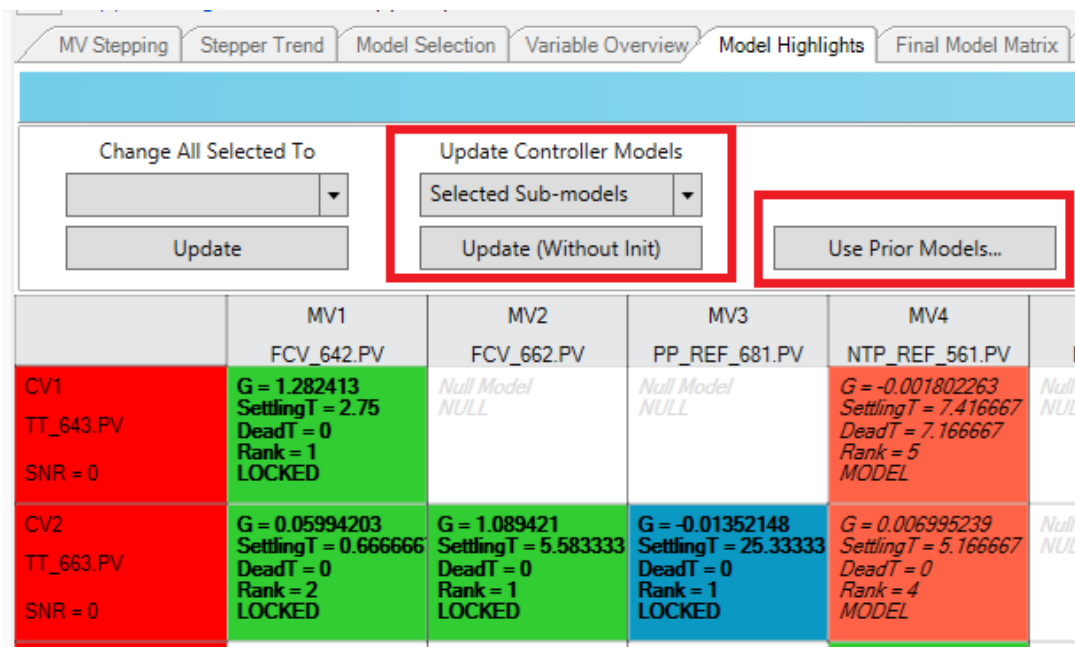 MV Stepping
Stepper Trend
Model Selection
Variable Overview
Model Highlights
Final Model Matrix
Change All Selected To
Update Controller Models
Selected Sub-models
Update
Update (Without Init)
Use Prior Models...
MV1
MV2
MV3
MV4
FCV_642.PV
FCV_662.PV
PP_REF_681.PV
NTP_REF_561.PV
CV1
TT_643.PV
SNR = 0
G = 1.282413
SettlingT = 2.75
DeadT = 0
Rank = 1
LOCKED
Null Model
NULL
Null Model
NULL
G = -0.001802263
SettlingT = 7.416667
DeadT = 7.166667
Rank = 5
MODEL
CV2
TT_663.PV
SNR = 0
G = 0.05994203
SettlingT = 0.666666
DeadT = 0
Rank = 2
LOCKED
G = 1.089421
SettlingT = 5.583333
DeadT = 0
Rank = 1
LOCKED
G = -0.01352148
SettlingT = 25.33333
DeadT = 0
Rank = 1
LOCKED
G = 0.006995239
SettlingT = 5.166667
DeadT = 0
Rank = 4
MODEL